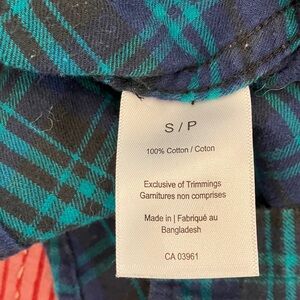 S / P
100% Cotton / Coton
Exclusive of Trimmings
Garnitures non comprises
Made in | Fabriqué au
Bangladesh
CA 03961